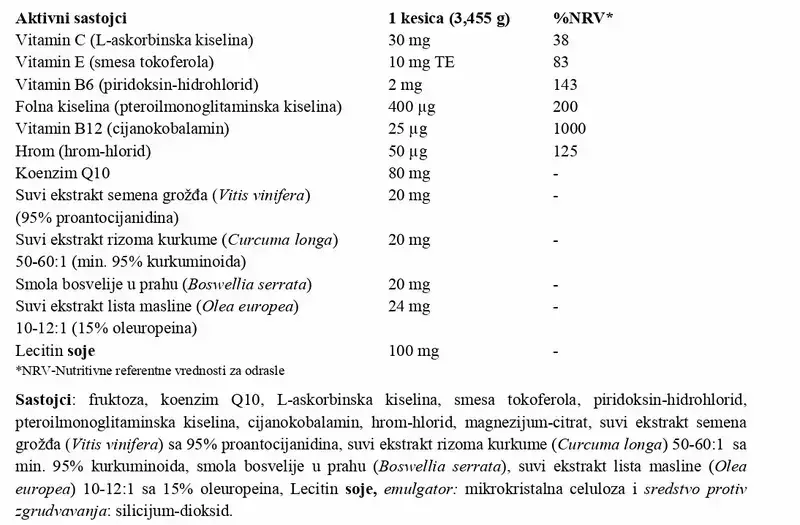 Aktivni sastojci 1 kesica (3,455 g) %NRV*
Vitamin C (L-askorbinska kiselina) 30 mg 38
Vitamin E (smesa tokoferola) 10 mg TE 83
Vitamin B6 (piridoksin-hidrohlorid) 2 mg 143
Folna kiselina (pteroilmonoglitaminska kiselina) 400 µg 200
Vitamin B12 (cijanokobalamin) 25 µg 1000
Hrom (hrom-hlorid) 50 µg 125
Koenzim Q10 80 mg -
Suvi ekstrakt semena grožđa (Vitis vinifera) 20 mg -
(95% proantocijanidina)
Suvi ekstrakt rizoma kurkume (Curcuma longa) 20 mg -
50-60:1 (min. 95% kurkuminoida)
Smola bosvelije u prahu (Boswellia serrata) 20 mg -
Suvi ekstrakt lista masline (Olea europea) 24 mg -
10-12:1 (15% oleuropeina)
Lecitin soje 100 mg -
*NRV-Nutritivne referentne vrednosti za odrasle
Sastojci: fruktoza, koenzim Q10, L-askorbinska kiselina, smesa tokoferola, piridoksin-hidrohlorid,
pteroilmonoglitaminska kiselina, cijanokobalamin, hrom-hlorid, magnezijum-citrat, suvi ekstrakt semena
grožđa (Vitis vinifera) sa 95% proantocijanidina, suvi ekstrakt rizoma kurkume (Curcuma longa) 50-60:1 sa
min. 95% kurkuminoida, smola bosvelije u prahu (Boswellia serrata), suvi ekstrakt lista masline (Olea
europea) 10-12:1 sa 15% oleuropeina, Lecitin soje, emulgator: mikrokristalna celuloza i sredstvo protiv
zgrudvavanja: silicijum-dioksid.